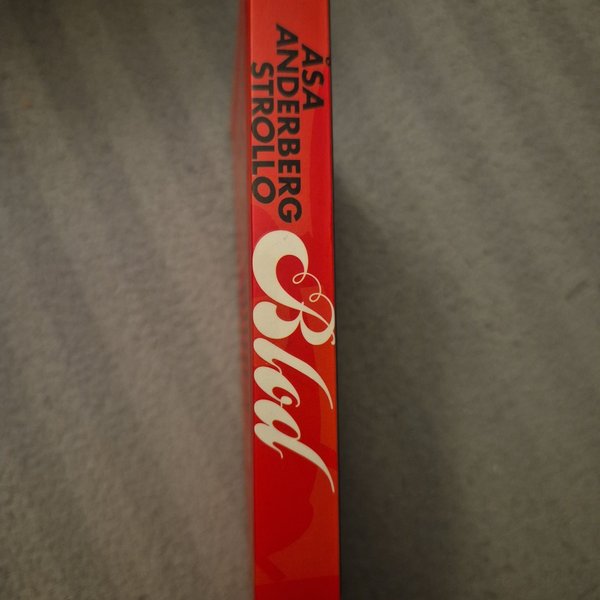 ÅSA
ANDERBERG
STROLLO
Blod